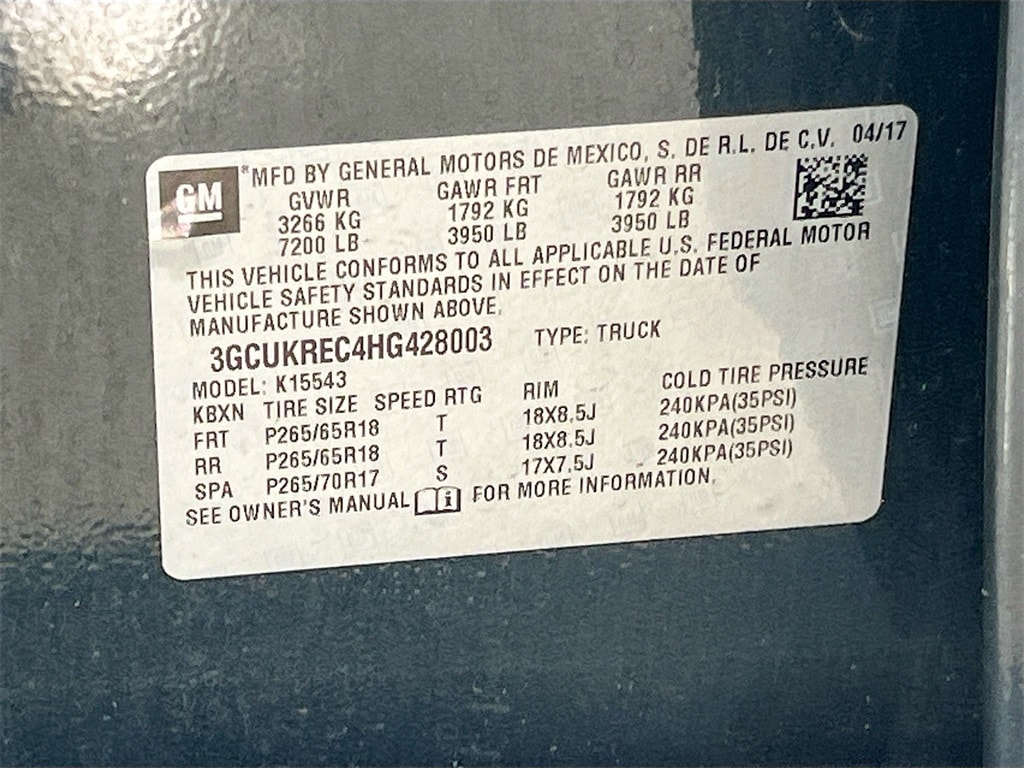 GM
*MFD BY GENERAL MOTORS DE MEXICO, S. DE R.L. DE C.V. 04/17
GVWR GAWR FRT GAWR RR
3266 KG 1792 KG 1792 KG
7200 LB 3950 LB 3950 LB
THIS VEHICLE CONFORMS TO ALL APPLICABLE U.S. FEDERAL MOTOR
VEHICLE SAFETY STANDARDS IN EFFECT ON THE DATE OF
MANUFACTURE SHOWN ABOVE.
3GCUKREC4HG428003 TYPE: TRUCK
MODEL: K15543
KBXN TIRE SIZE SPEED RTG RIM COLD TIRE PRESSURE
FRT P265/65R18 T 18X8.5J 240KPA(35PSI)
RR P265/65R18 T 18X8.5J 240KPA(35PSI)
SPA P265/70R17 S 17X7.5J 240KPA(35PSI)
SEE OWNER'S MANUAL i FOR MORE INFORMATION.